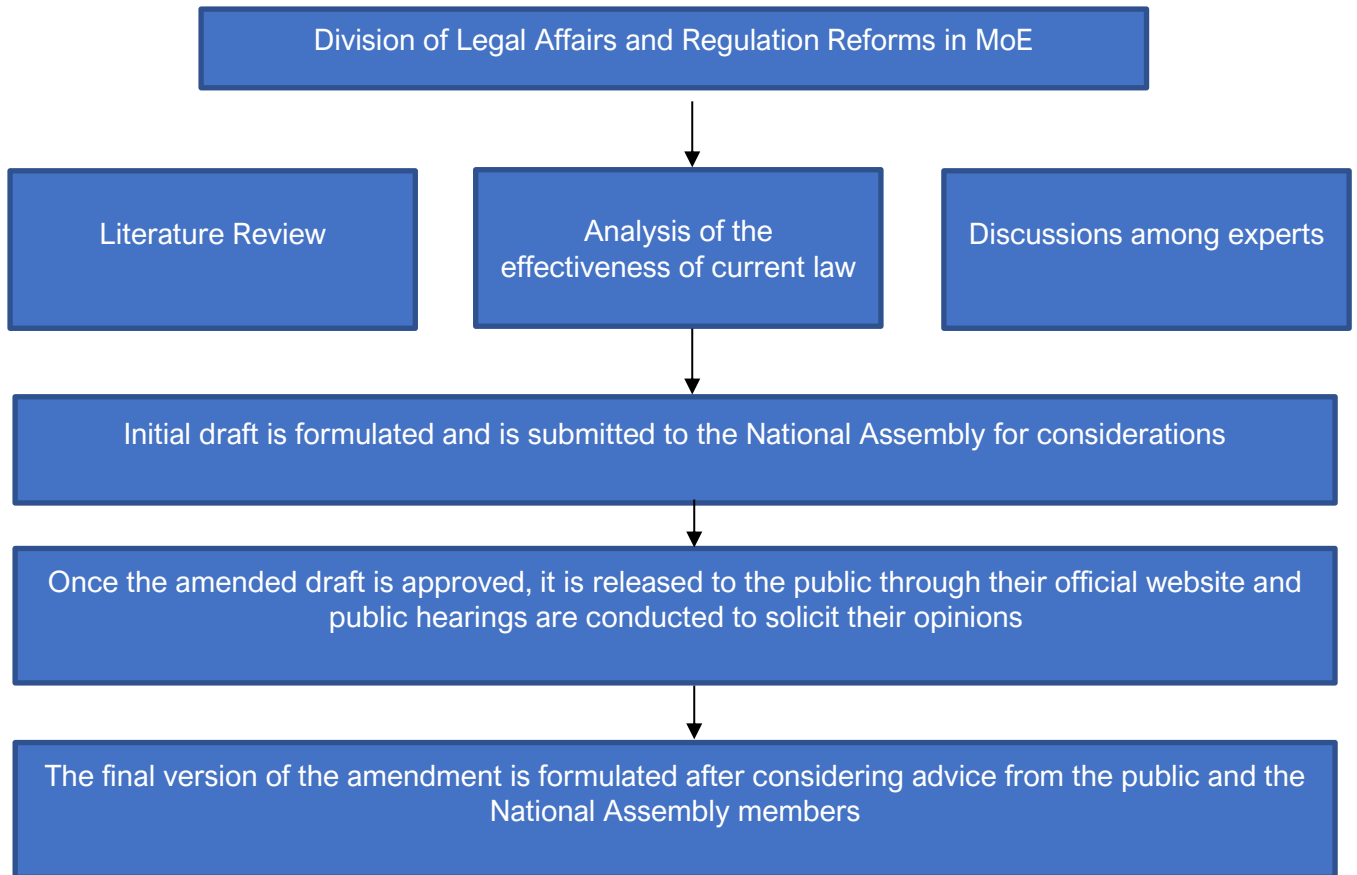 Division of Legal Affairs and Regulation Reforms in MoE
Literature Review
Analysis of the
effectiveness of current law
Discussions among experts
Initial draft is formulated and is submitted to the National Assembly for considerations
Once the amended draft is approved, it is released to the public through their official website and
public hearings are conducted to solicit their opinions
The final version of the amendment is formulated after considering advice from the public and the
National Assembly members